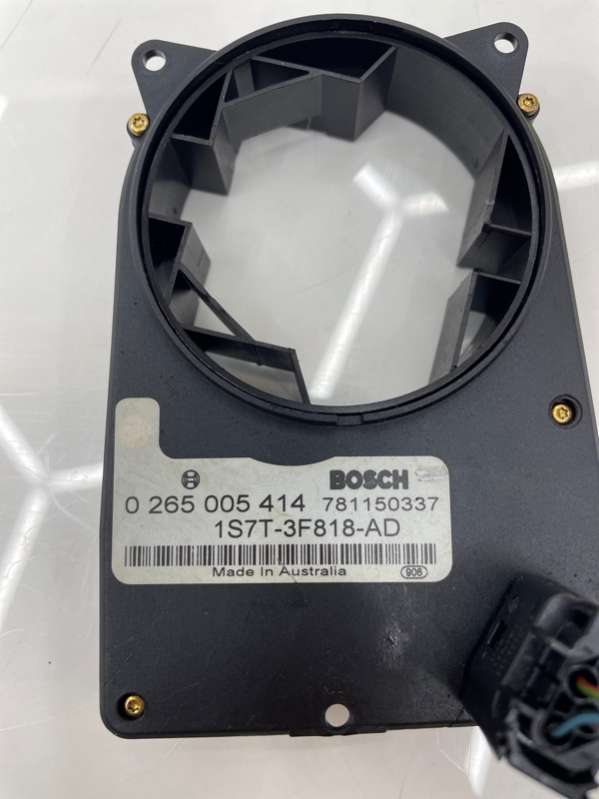 BOSCH
0 265 005 414 781150337
1S7T-3F818-AD
Made In Australia 906